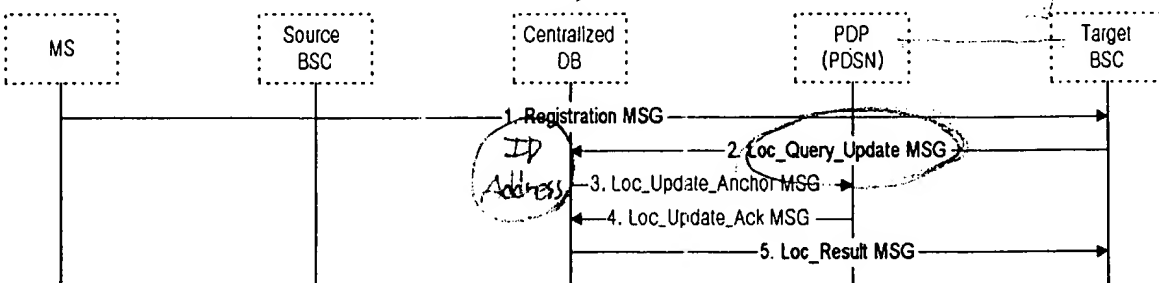 MS
Source
BSC
Centralized
DB
PDP
(PDSN)
Target
BSC
1. Registration MSG
2. Loc_Query_Update MSG
ID
Address
3. Loc_Update_Anchor MSG
4. Loc_Update_Ack MSG
5. Loc_Result MSG